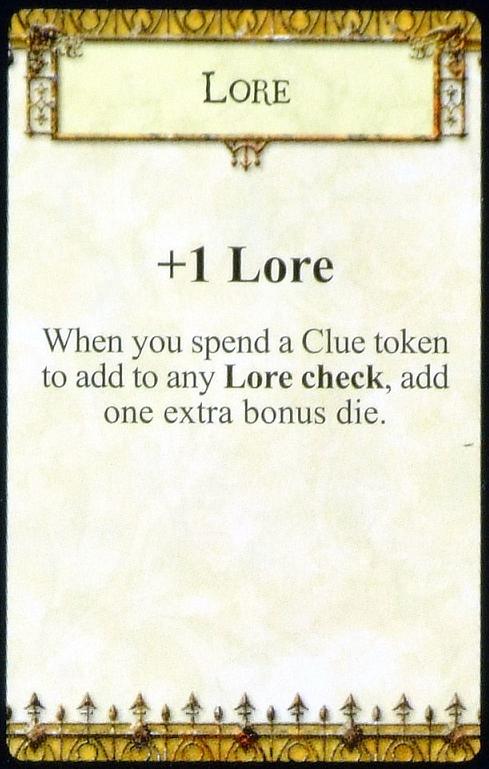 LORE
+1 Lore
When you spend a Clue token
to add to any Lore check, add
one extra bonus die.